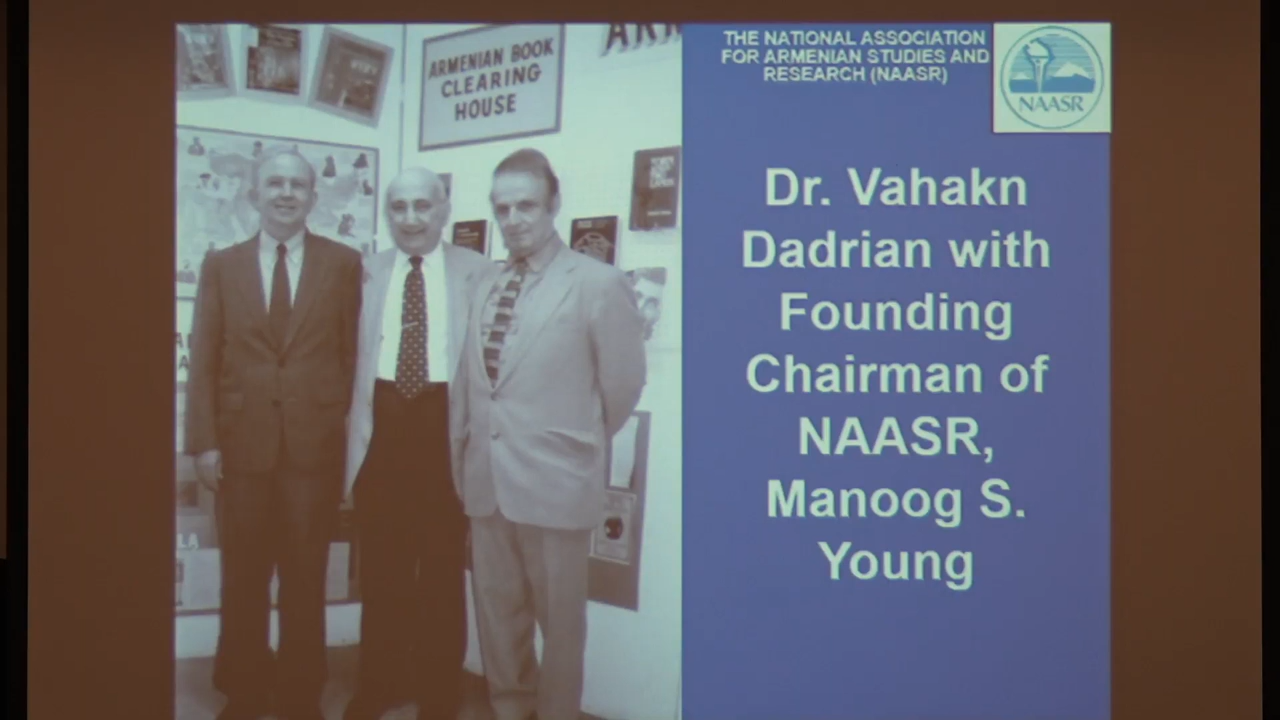 ARMENIAN BOOK
CLEARING
HOUSE
THE NATIONAL ASSOCIATION
FOR ARMENIAN STUDIES AND
RESEARCH (NAASR)
NAASR
Dr. Vahakn
Dadrian with
Founding
Chairman of
NAASR,
Manoog S.
Young